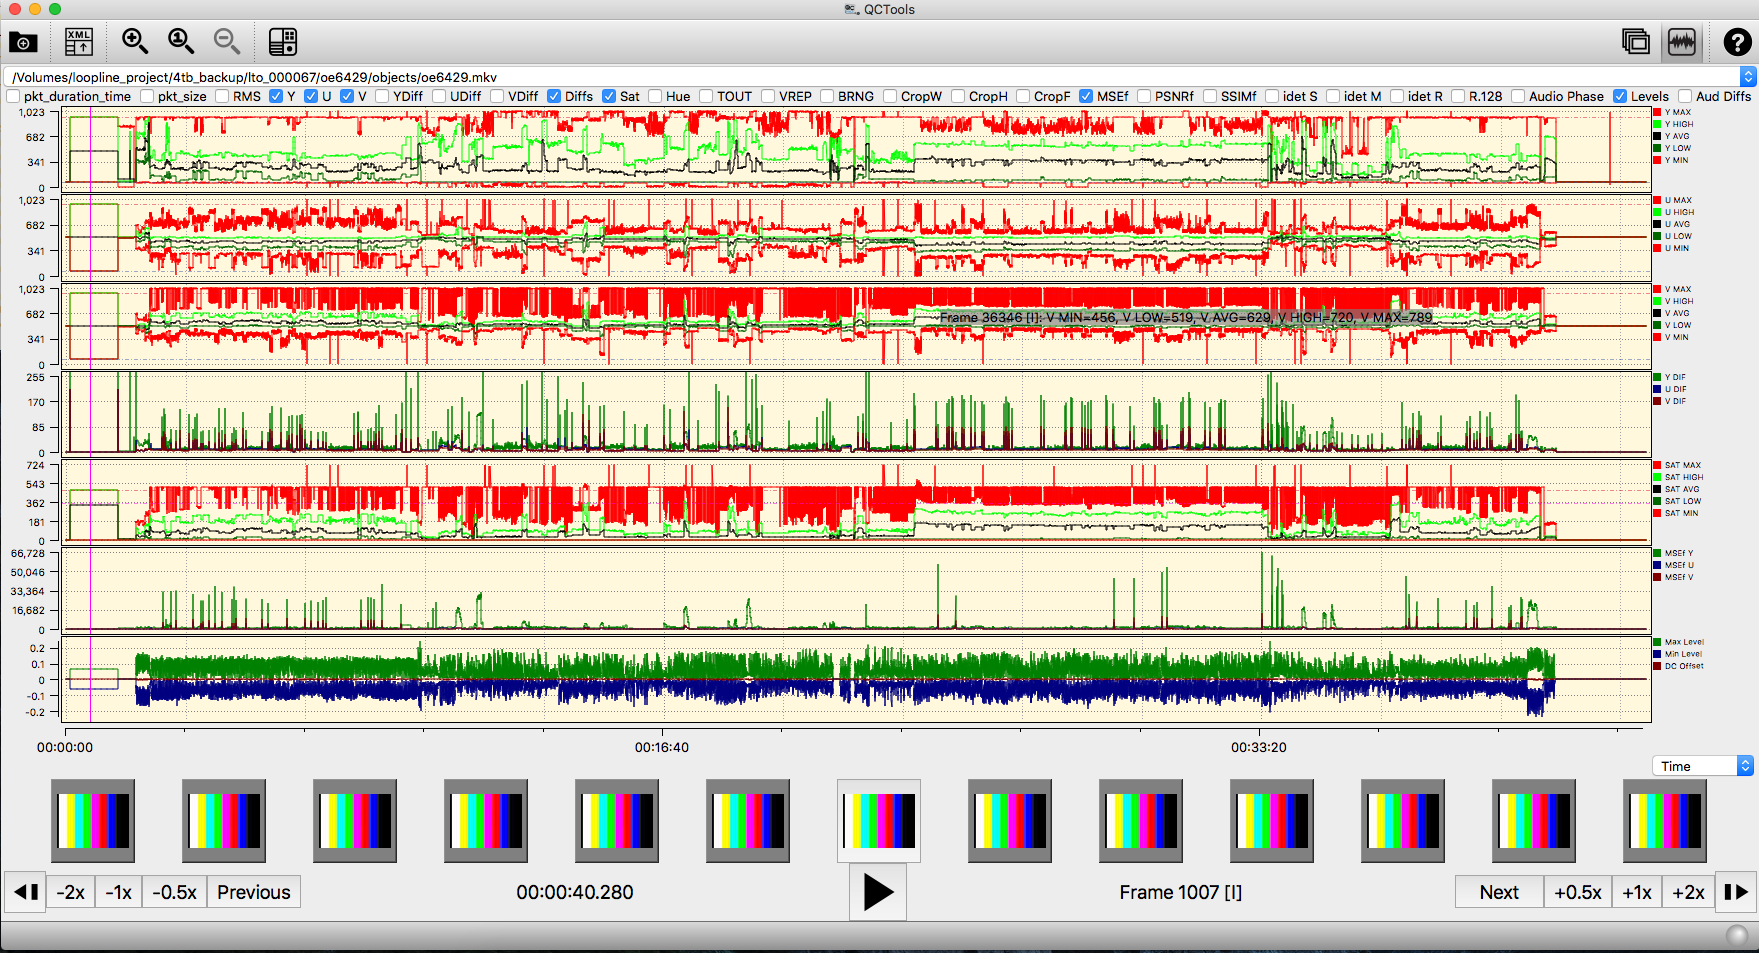 QCTools
XML
1
/Volumes/loopline_project/4tb_backup/lto_000067/oe6429/objects/oe6429.mkv
pkt_duration_time pkt_size RMS Y U V YDiff UDiff VDiff Diffs Sat Hue TOUT VREP BRNG CropW CropH CropF MSEf PSNRf SSIMf idet S idet M idet R R.128 Audio Phase Levels Aud Diffs
1,023
682
341
0
Y MAX
Y HIGH
Y AVG
Y LOW
Y MIN
1,023
682
341
0
U MAX
U HIGH
U AVG
U LOW
U MIN
1,023
682
341
0
Frame 36346 [I]: V MIN=456, V LOW=519, V AVG=629, V HIGH=720, V MAX=789
V MAX
V HIGH
V AVG
V LOW
V MIN
255
170
85
0
Y DIF
U DIF
V DIF
724
543
362
181
0
SAT MAX
SAT HIGH
SAT AVG
SAT LOW
SAT MIN
66,728
50,046
33,364
16,682
0
MSEf Y
MSEf U
MSEf V
0.2
0.1
0
-0.1
-0.2
Max Level
Min Level
DC Offset
00:00:00 00:16:40 00:33:20
Time
-2x -1x -0.5x Previous 00:00:40.280 Frame 1007 [I] Next +0.5x +1x +2x